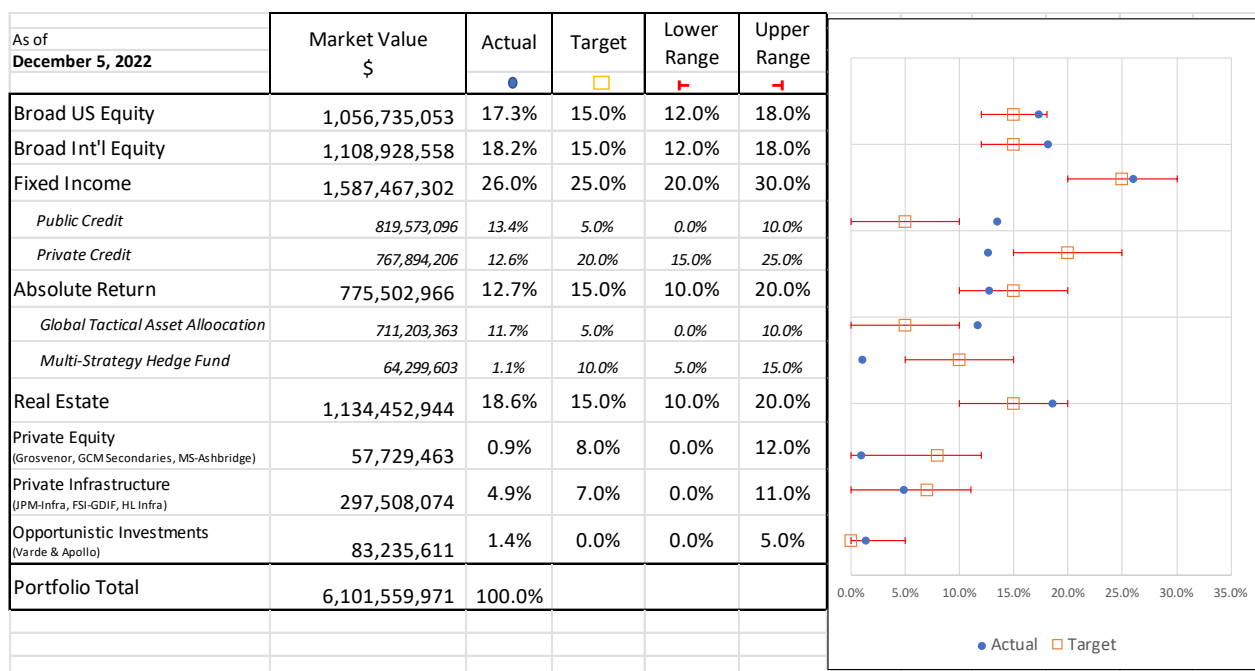 As of
December 5, 2022
Market Value
$
Actual
Target
Lower
Range
Upper
Range
Broad US Equity 1,056,735,053 17.3% 15.0% 12.0% 18.0%
Broad Int'l Equity 1,108,928,558 18.2% 15.0% 12.0% 18.0%
Fixed Income 1,587,467,302 26.0% 25.0% 20.0% 30.0%
Public Credit 819,573,096 13.4% 5.0% 0.0% 10.0%
Private Credit 767,894,206 12.6% 20.0% 15.0% 25.0%
Absolute Return 775,502,966 12.7% 15.0% 10.0% 20.0%
Global Tactical Asset Alloocation 711,203,363 11.7% 5.0% 0.0% 10.0%
Multi-Strategy Hedge Fund 64,299,603 1.1% 10.0% 5.0% 15.0%
Real Estate 1,134,452,944 18.6% 15.0% 10.0% 20.0%
Private Equity
(Grosvenor, GCM Secondaries, MS-Ashbridge)
57,729,463 0.9% 8.0% 0.0% 12.0%
Private Infrastructure
(JPM-Infra, FSI-GDIF, HL Infra)
297,508,074 4.9% 7.0% 0.0% 11.0%
Opportunistic Investments
(Varde & Apollo)
83,235,611 1.4% 0.0% 0.0% 5.0%
Portfolio Total 6,101,559,971 100.0%
0.0% 5.0% 10.0% 15.0% 20.0% 25.0% 30.0% 35.0%
Actual Target